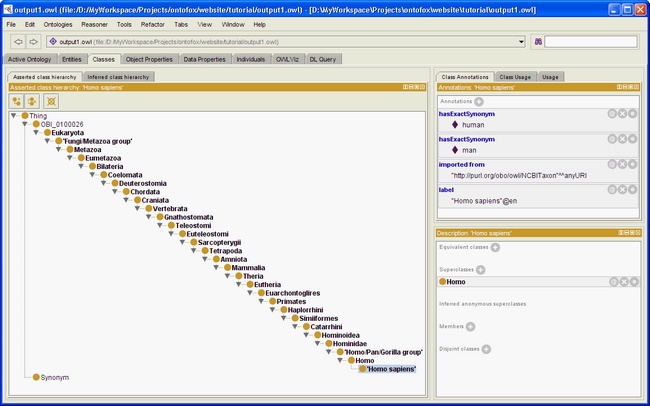 output1.owl (file:/D:/MyWorkspace/Projects/ontofox/website/tutorial/output1.owl) - [D:\MyWorkspace\Projects\ontofox\website\tutorial\output1.owl]
File Edit Ontologies Reasoner Tools Refactor Tabs View Window Help
output1.owl (file:/D:/MyWorkspace/Projects/ontofox/website/tutorial/output1.owl)
Active Ontology Entities Classes Object Properties Data Properties Individuals OWLViz DL Query
Asserted class hierarchy Inferred class hierarchy
Asserted class hierarchy: 'Homo sapiens'
Thing
OBI_0100026
Eukaryota
'Fungi/Metazoa group'
Metazoa
Eumetazoa
Bilateria
Coelomata
Deuterostomia
Chordata
Craniata
Vertebrata
Gnathostomata
Teleostomi
Euteleostomi
Sarcopterygii
Tetrapoda
Amniota
Mammalia
Theria
Eutheria
Euarchontoglires
Primates
Haplorrhini
Simiiformes
Catarrhini
Hominoidea
Hominidae
'Homo/Pan/Gorilla group'
Homo
'Homo sapiens'
Synonym
Class Annotations Class Usage Usage
Annotations: 'Homo sapiens'
Annotations
hasExactSynonym
human
hasExactSynonym
man
imported from
"http://purl.org/obo/owl/NCBITaxon"^^anyURI
label
"Homo sapiens"@en
Description: 'Homo sapiens'
Equivalent classes
Superclasses
Homo
Inferred anonymous superclasses
Members
Disjoint classes